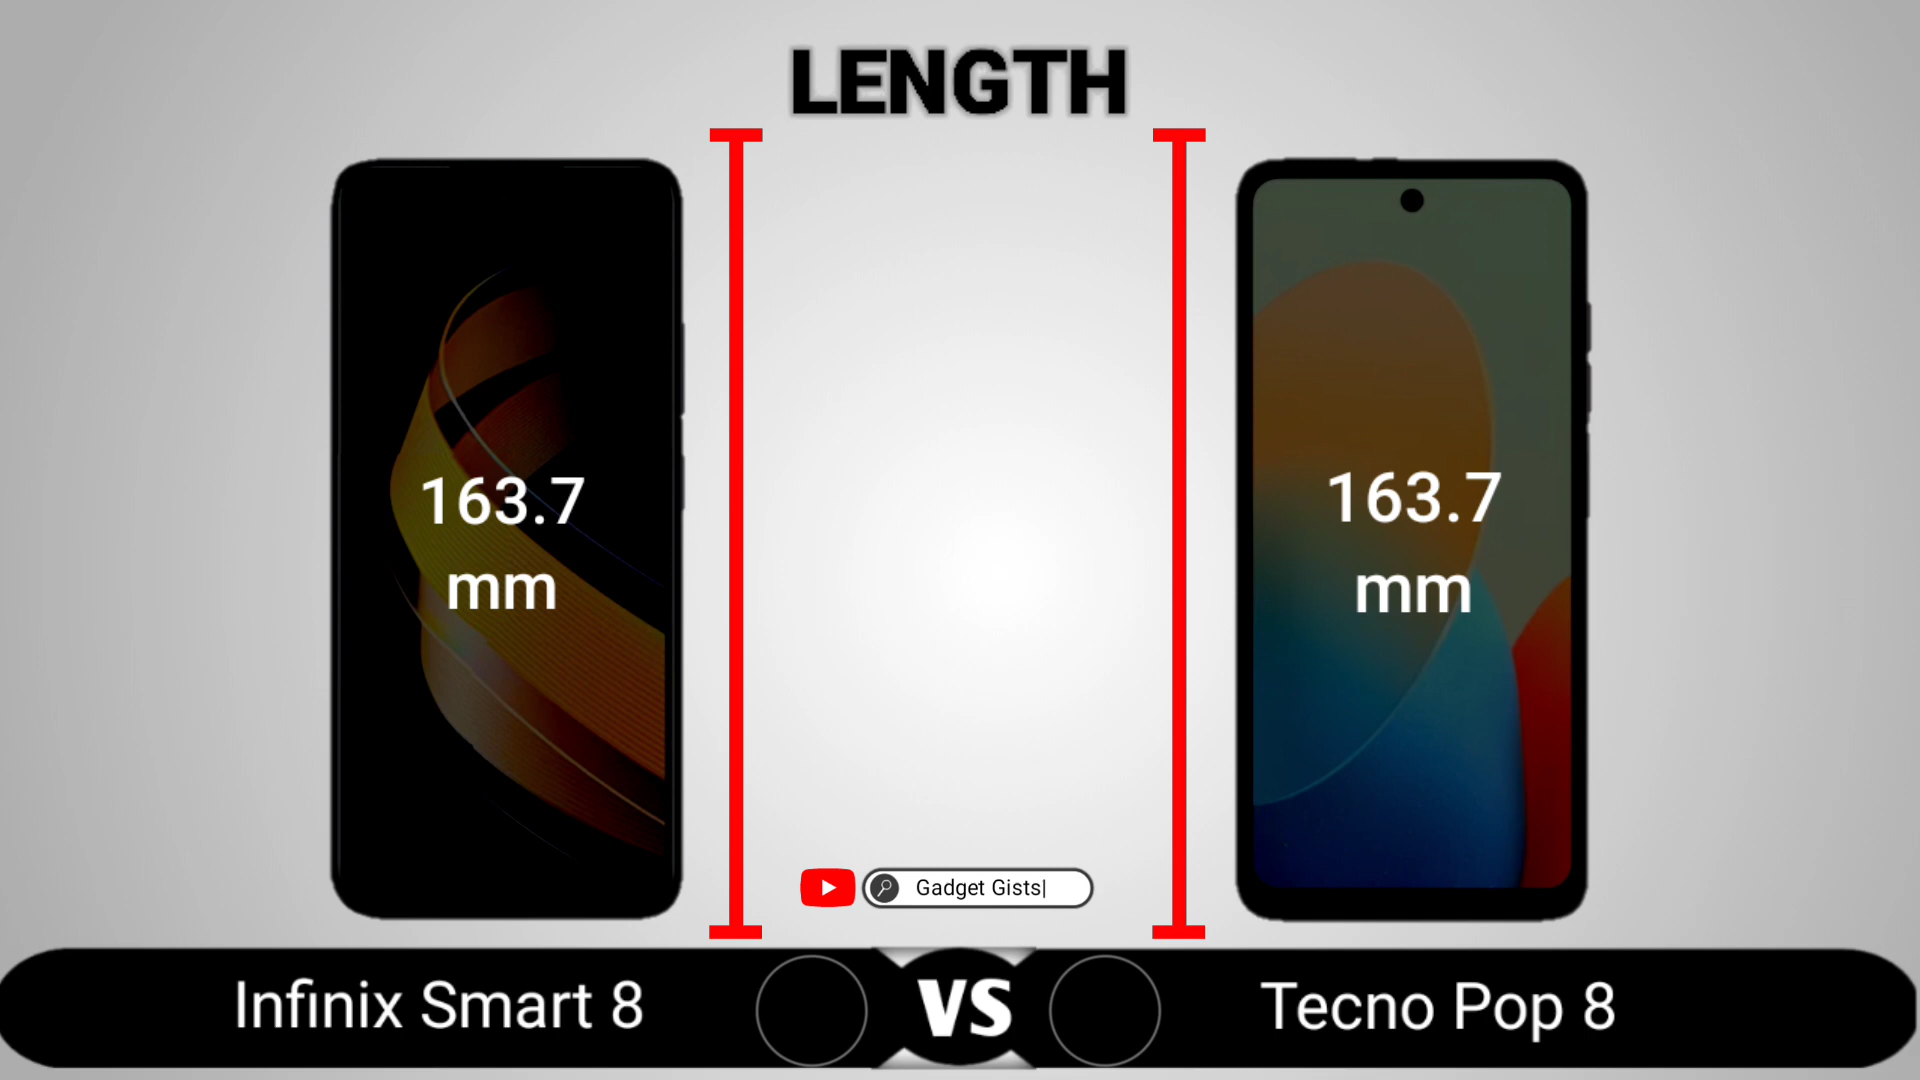 LENGTH
163.7
mm
163.7
mm
Gadget Gists|
Infinix Smart 8
VS
Tecno Pop 8